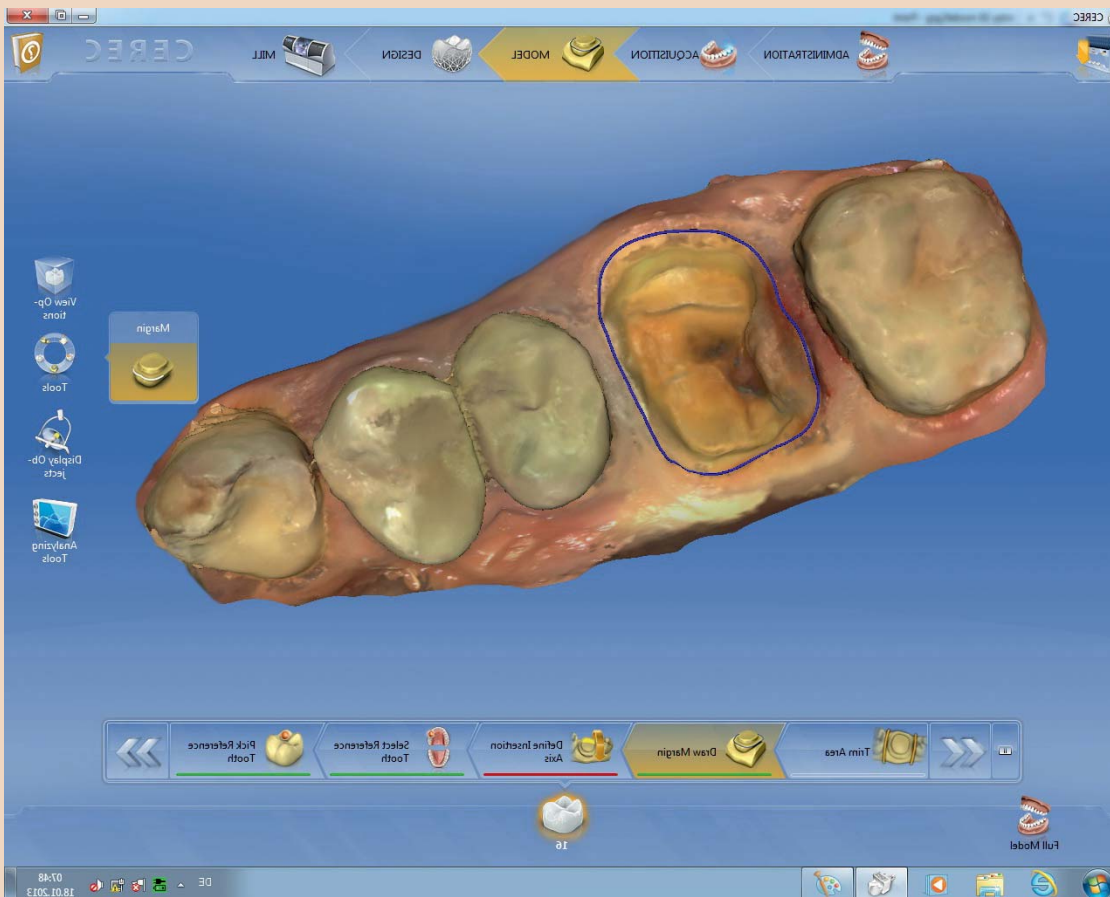 CEREC
ADMINISTRATION
ACQUISITION
MODEL
DESIGN
MILL
CEREC
View Op-
tions
Margin
Tools
Display Ob-
jects
Analyzing
Tools
Trim Area
Draw Margin
Define Insertion
Axis
Select Reference
Tooth
Pick Reference
Tooth
Full Model
16
DE
07:48
18.01.2013